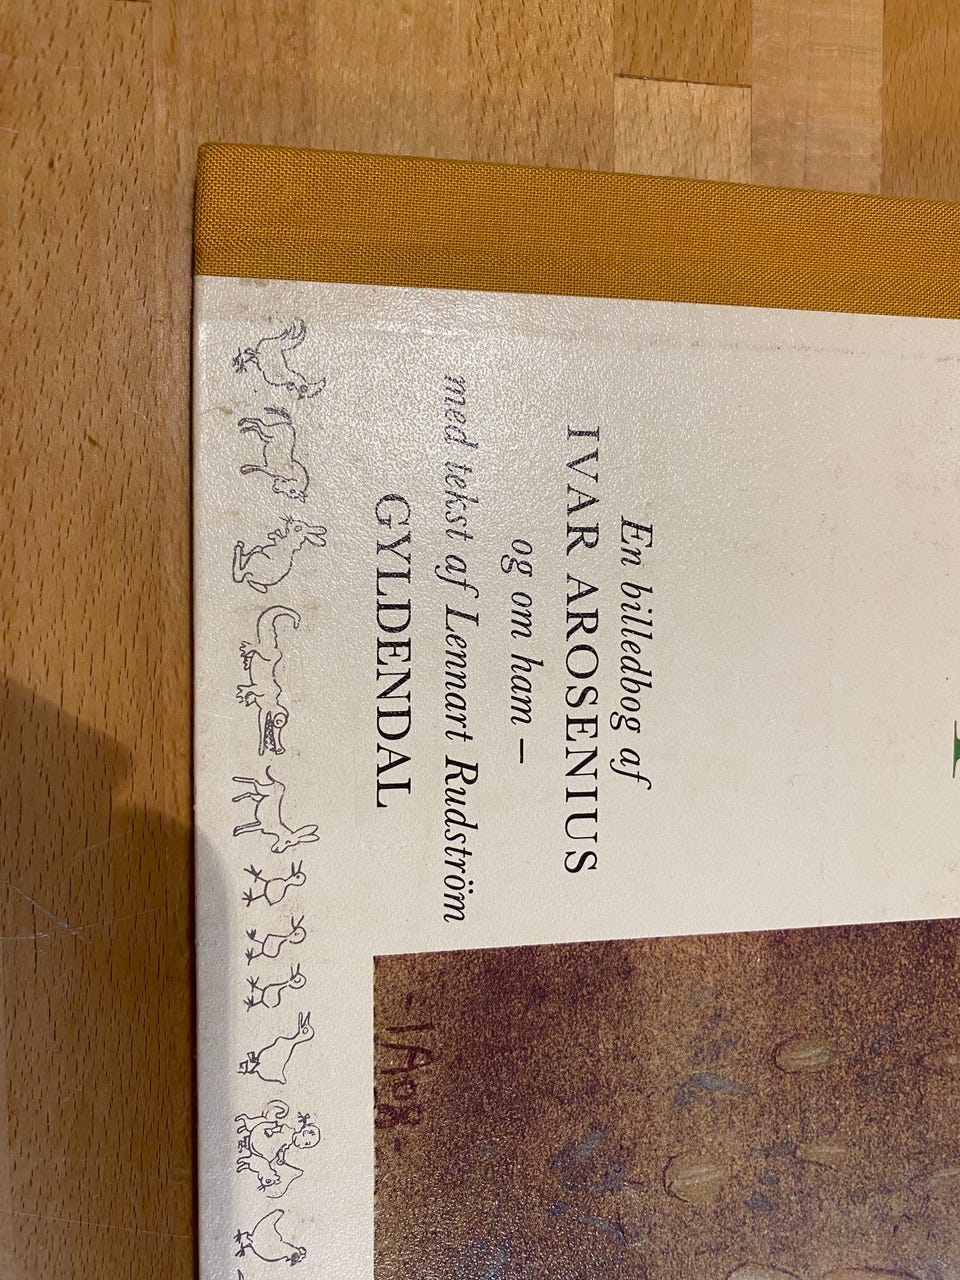 En billedbog af
IVAR AROSENIUS
og om ham –
med tekst af Lennart Rudström
GYLDENDAL